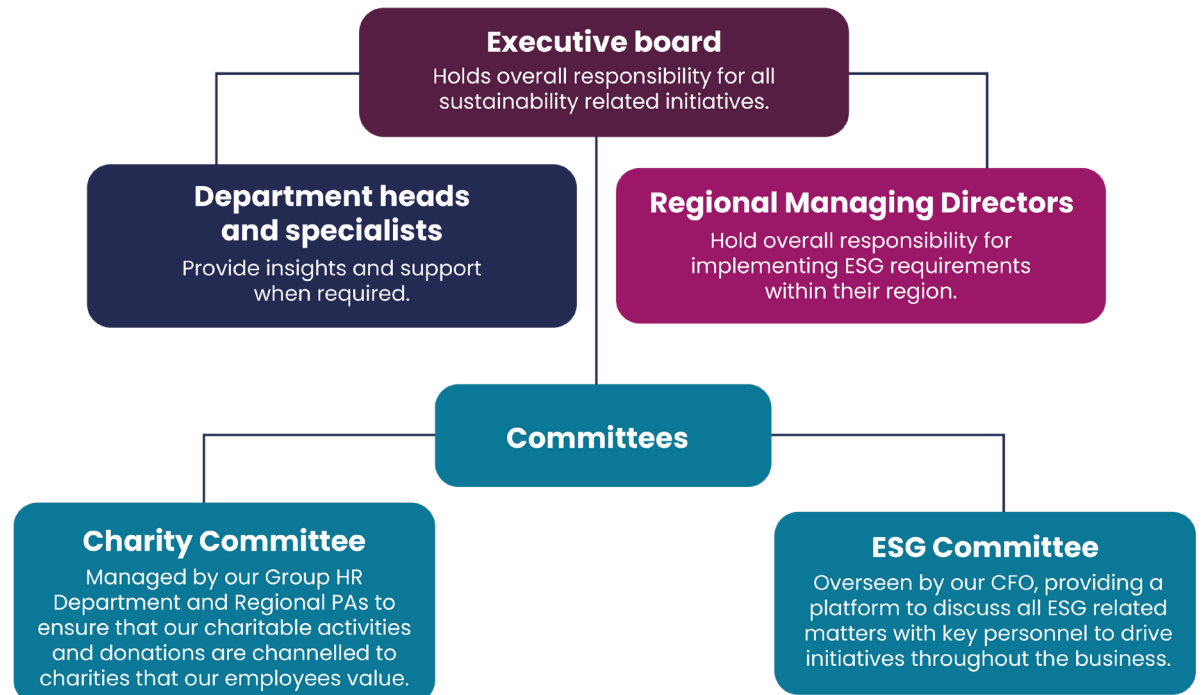 Executive board
Holds overall responsibility for all
sustainability related initiatives.
Department heads
and specialists
Provide insights and support
when required.
Regional Managing Directors
Hold overall responsibility for
implementing ESG requirements
within their region.
Committees
Charity Committee
Managed by our Group HR
Department and Regional PAs to
ensure that our charitable activities
and donations are channelled to
charities that our employees value.
ESG Committee
Overseen by our CFO, providing a
platform to discuss all ESG related
matters with key personnel to drive
initiatives throughout the business.